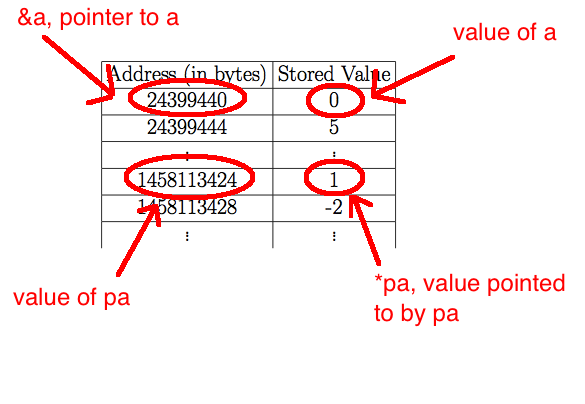 &a, pointer to a
value of a
Address (in bytes) Stored Value
24399440 0
24399444 5
⋮ ⋮
1458113424 1
1458113428 -2
⋮ ⋮
value of pa
*pa, value pointed
to by pa